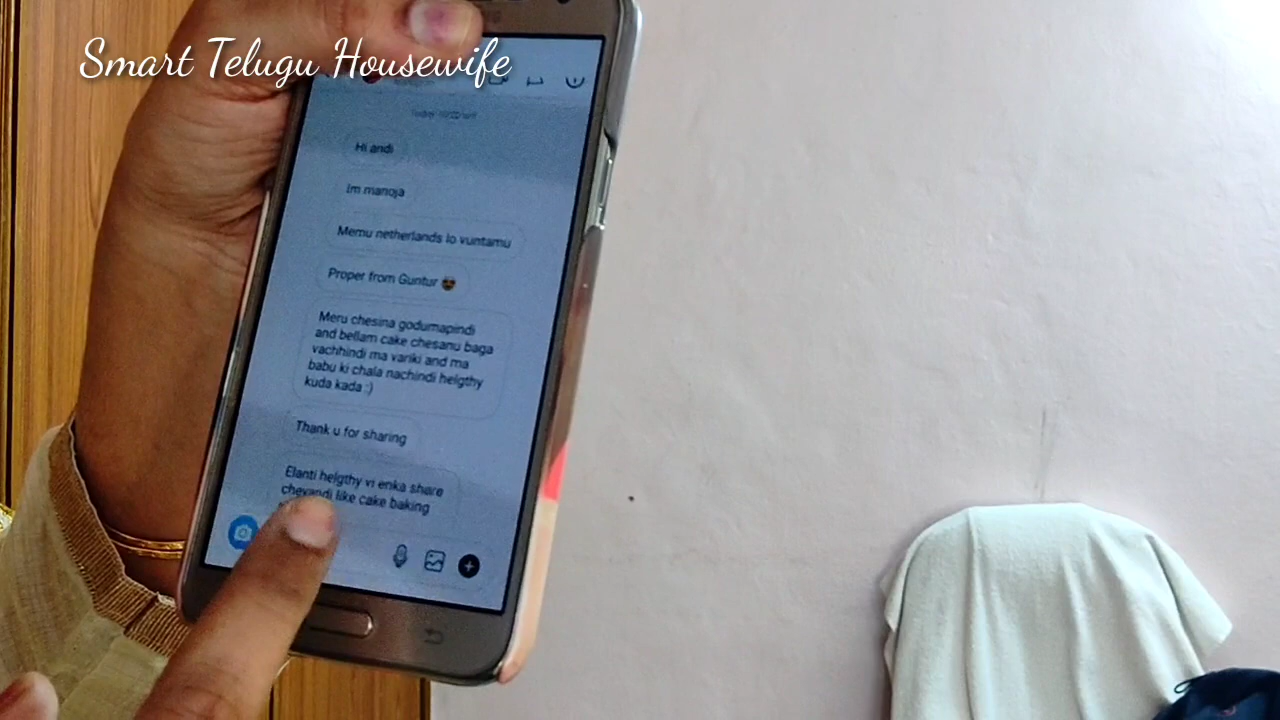 Smart Telugu Housewife
Hi andi
Im manoja
Memu netherlands lo vuntamu
Proper from Guntur 😍
Meru chesina godumapindi
and bellam cake chesanu baga
vachhindi ma variki and ma
babu ki chala nachindi helgthy
kuda kada :)
Thank u for sharing
Elanti helgthy vi enka share
cheyandi like cake baking